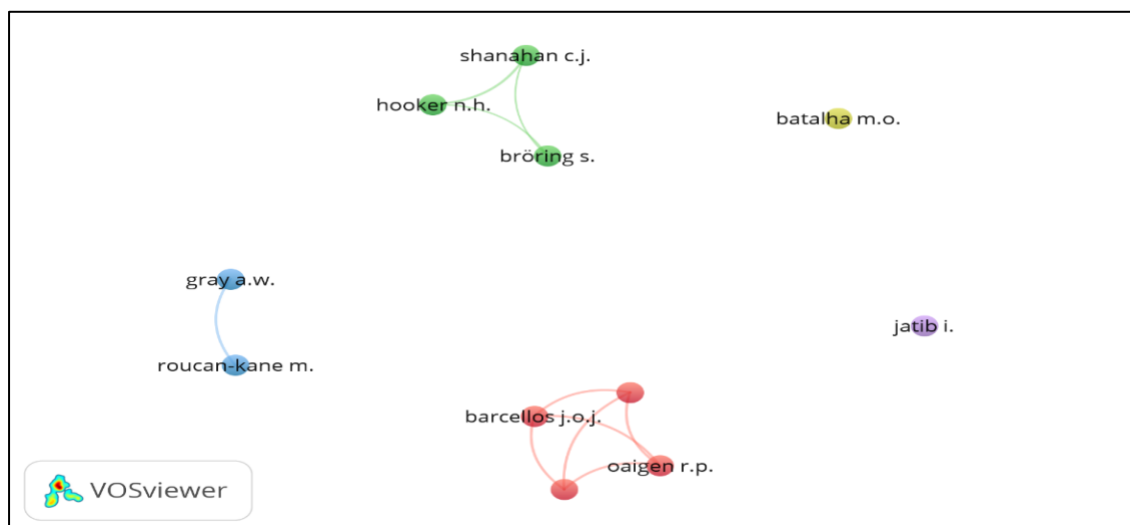 shanahan c.j.
hooker n.h.
batalha m.o.
bröring s.
gray a.w.
jatib i.
roucan-kane m.
barcellos j.o.j.
oaigen r.p.
VOSviewer